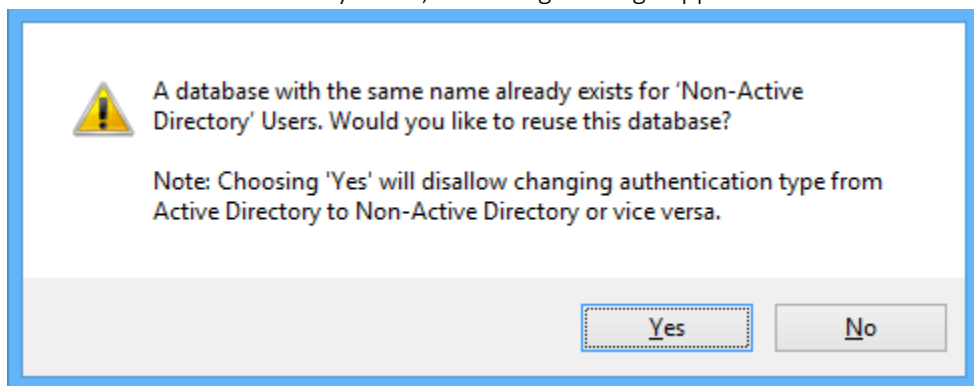 A database with the same name already exists for ‘Non-Active
Directory’ Users. Would you like to reuse this database?
Note: Choosing 'Yes' will disallow changing authentication type from
Active Directory to Non-Active Directory or vice versa.
Yes
No